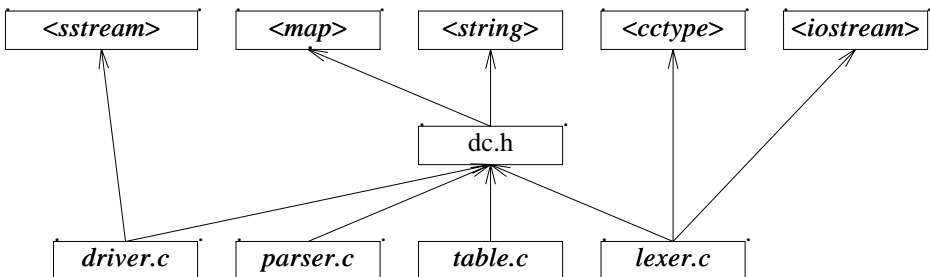 <sstream>
<map>
<string>
<cctype>
<iostream>
dc.h
driver.c
parser.c
table.c
lexer.c